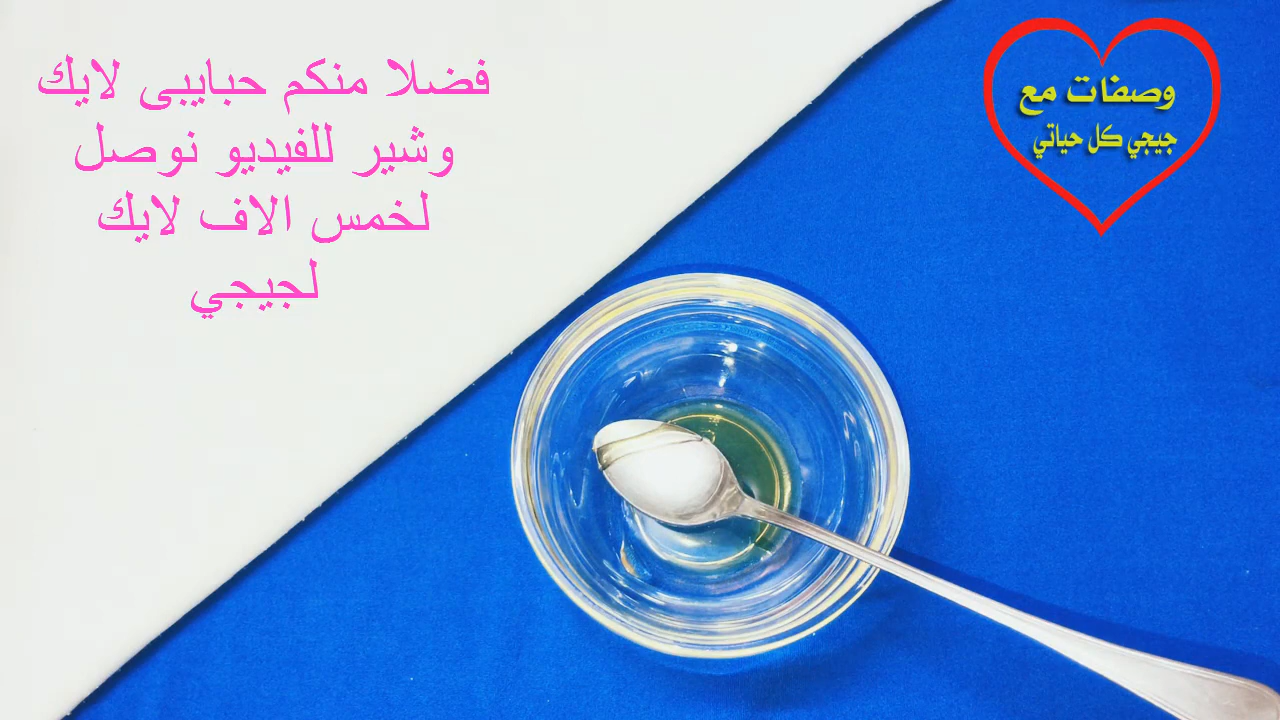 فضلا منكم حبايبى لايك
وشير للفيديو نوصل
لخمس الاف لايك
لجيجي
وصفات مع
جيجي كل حياتي